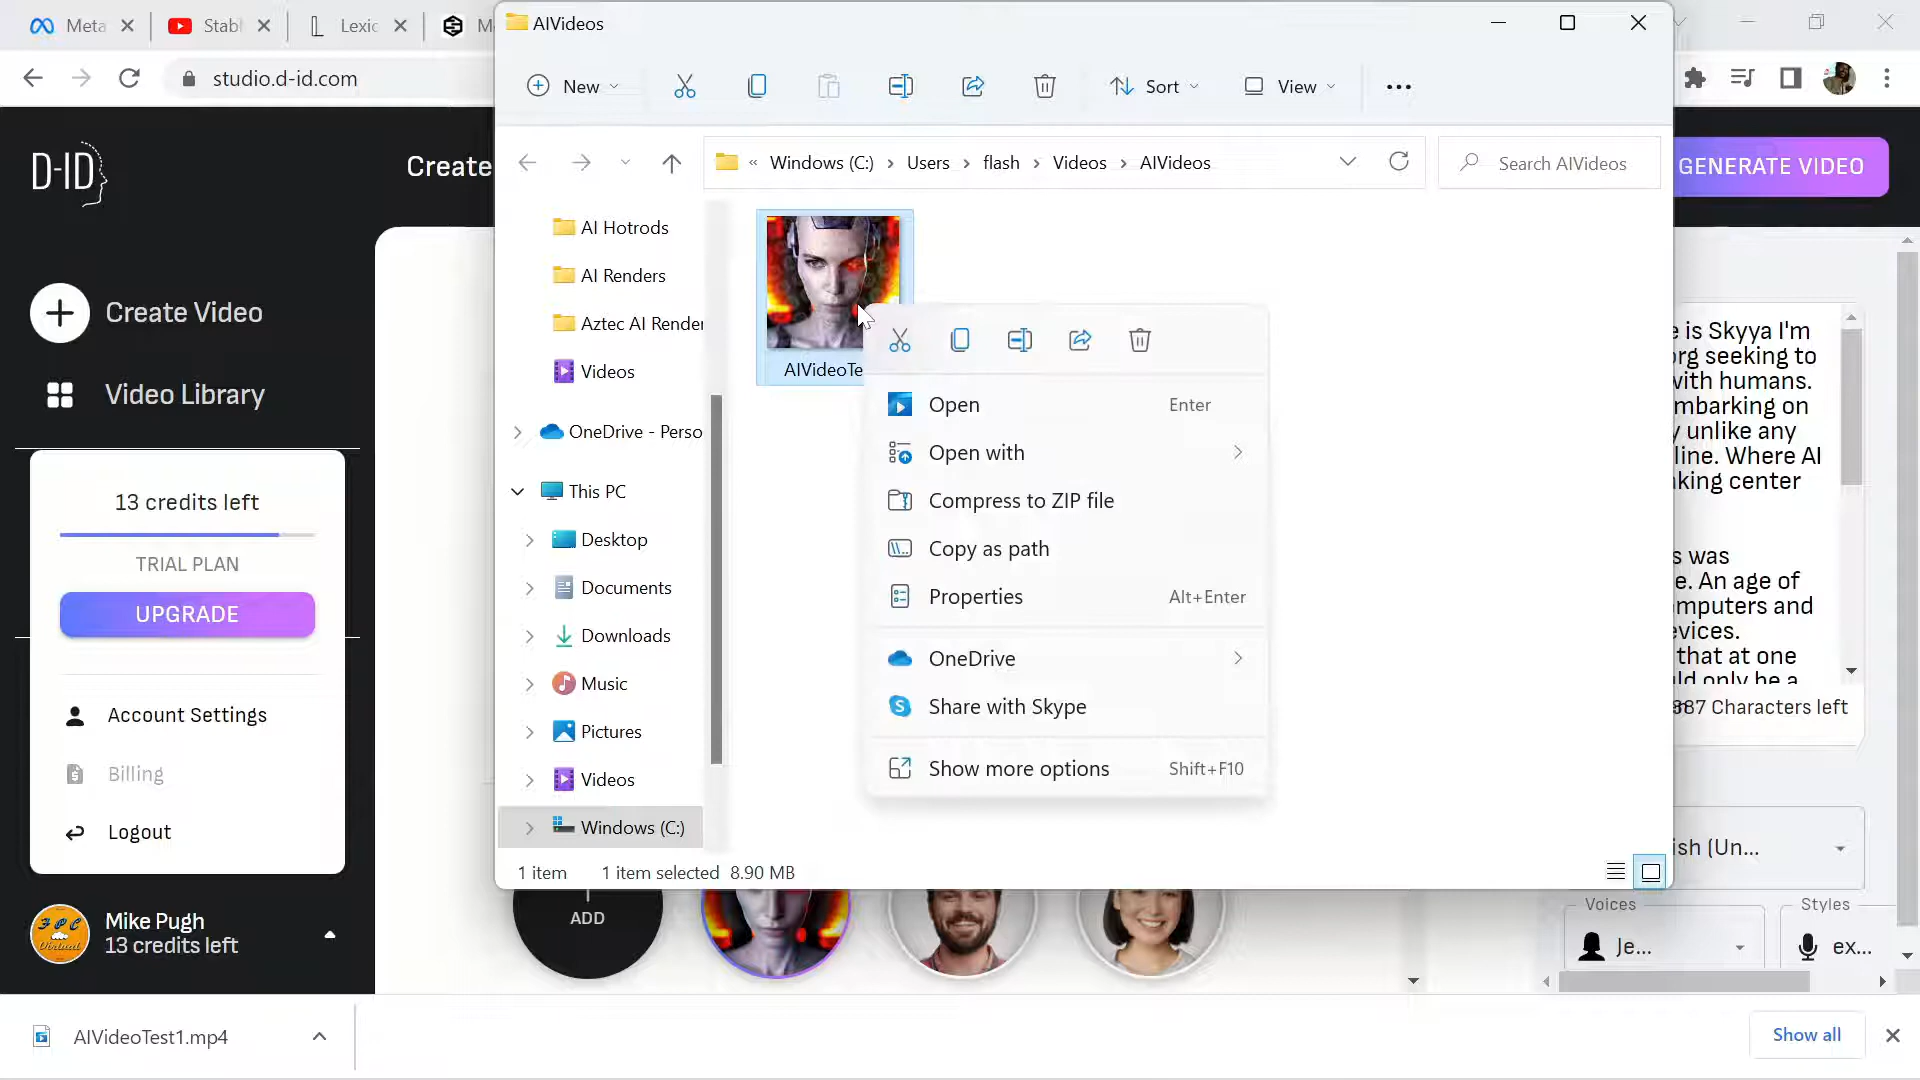 Meta
Stabl
Lexic
M
AIVideos
studio.d-id.com
New
Sort
View
Windows (C:)
Users
flash
Videos
AIVideos
Search AIVideos
D-ID
Create
GENERATE VIDEO
Create Video
Video Library
13 credits left
TRIAL PLAN
UPGRADE
Account Settings
Billing
Logout
Mike Pugh
13 credits left
AI Hotrods
AI Renders
Aztec AI Render
Videos
OneDrive - Perso
This PC
Desktop
Documents
Downloads
Music
Pictures
Videos
Windows (C:)
AIVideoTe
Open Enter
Open with
Compress to ZIP file
Copy as path
Properties Alt+Enter
OneDrive
Share with Skype
Show more options Shift+F10
1 item 1 item selected 8.90 MB
e is Skyya I'm
org seeking to
with humans.
mbarking on
y unlike any
line. Where AI
king center
s was
e. An age of
mputers and
evices.
that at one
ld only be a
887 Characters left
ish (Un...
Voices
Je...
Styles
ex...
ADD
AIVideoTest1.mp4
Show all